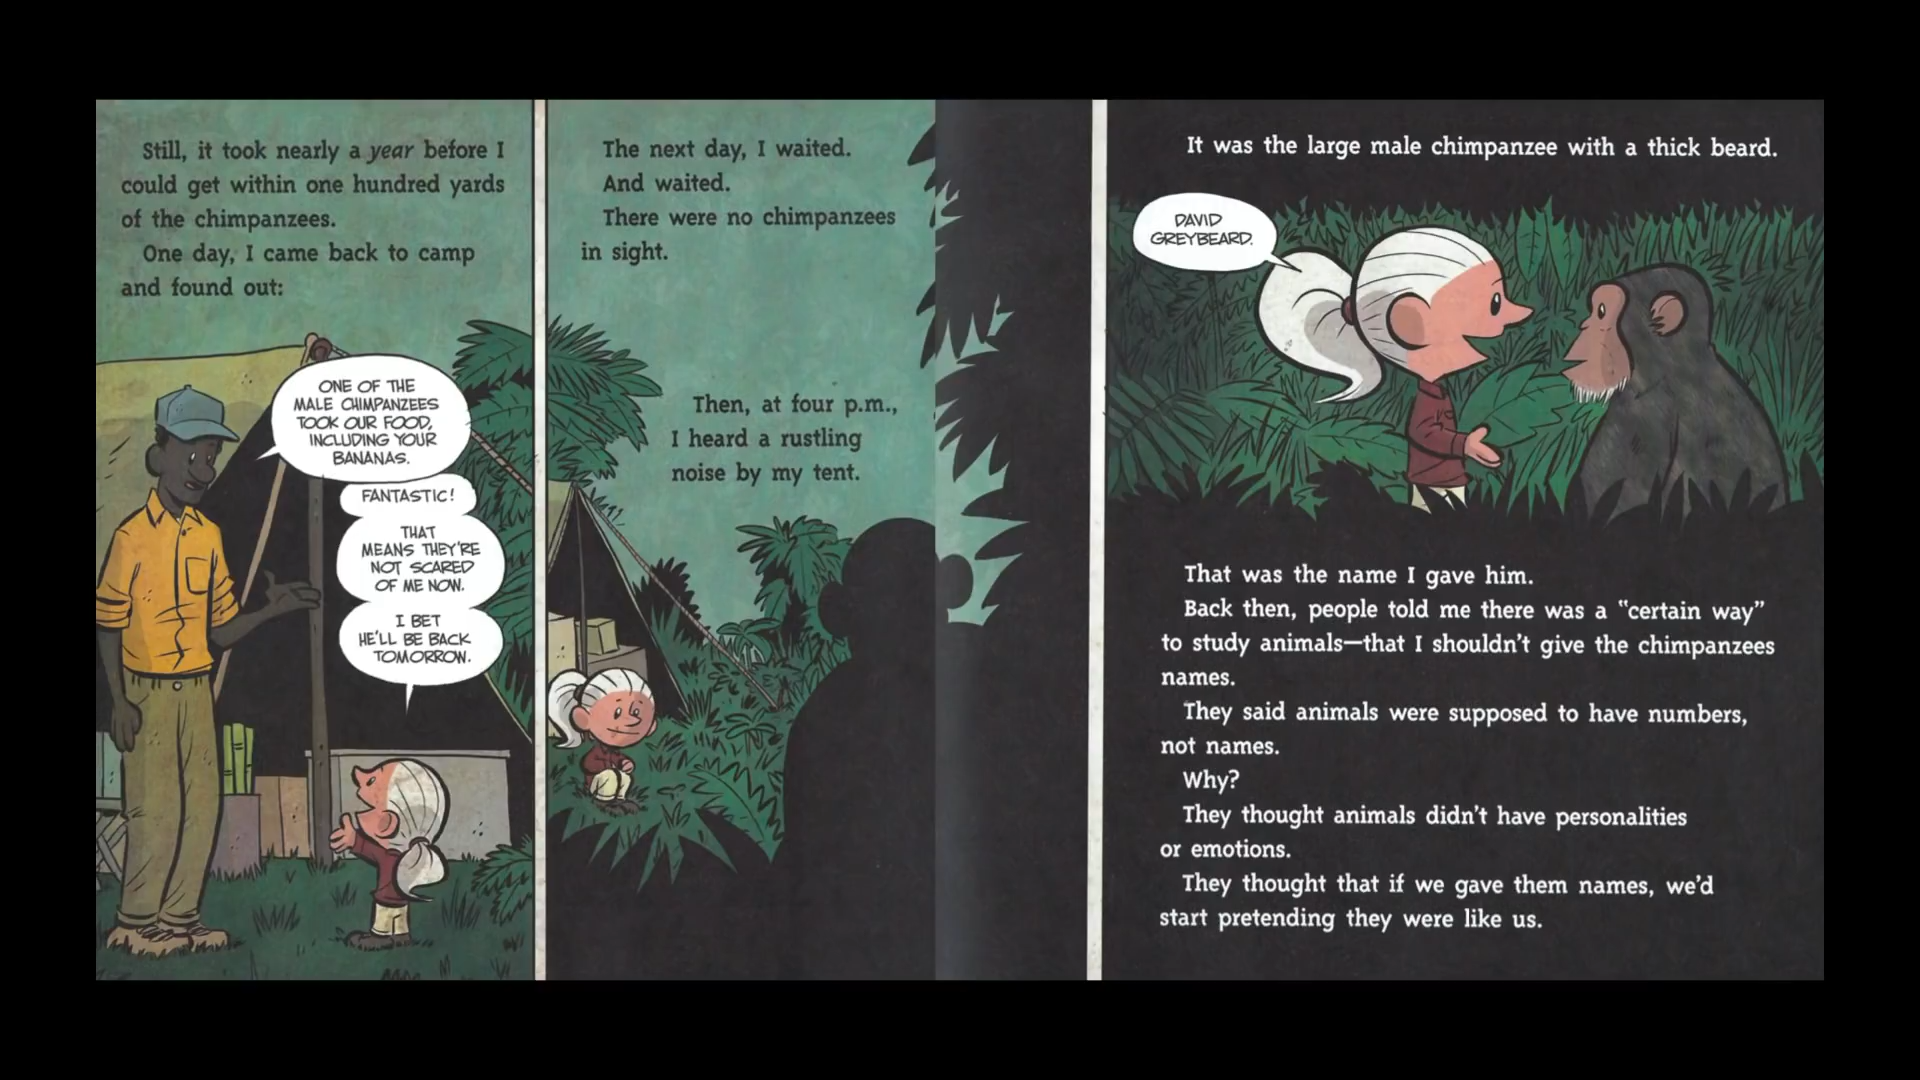 Still, it took nearly a year before I
could get within one hundred yards
of the chimpanzees.
One day, I came back to camp
and found out:
ONE OF THE
MALE CHIMPANZEES
TOOK OUR FOOD,
INCLUDING YOUR
BANANAS.
FANTASTIC!
THAT
MEANS THEY'RE
NOT SCARED
OF ME NOW.
I BET
HE'LL BE BACK
TOMORROW.
The next day, I waited.
And waited.
There were no chimpanzees
in sight.
Then, at four p.m.,
I heard a rustling
noise by my tent.
It was the large male chimpanzee with a thick beard.
DAVID
GREYBEARD.
That was the name I gave him.
Back then, people told me there was a "certain way"
to study animals—that I shouldn't give the chimpanzees
names.
They said animals were supposed to have numbers,
not names.
Why?
They thought animals didn't have personalities
or emotions.
They thought that if we gave them names, we'd
start pretending they were like us.